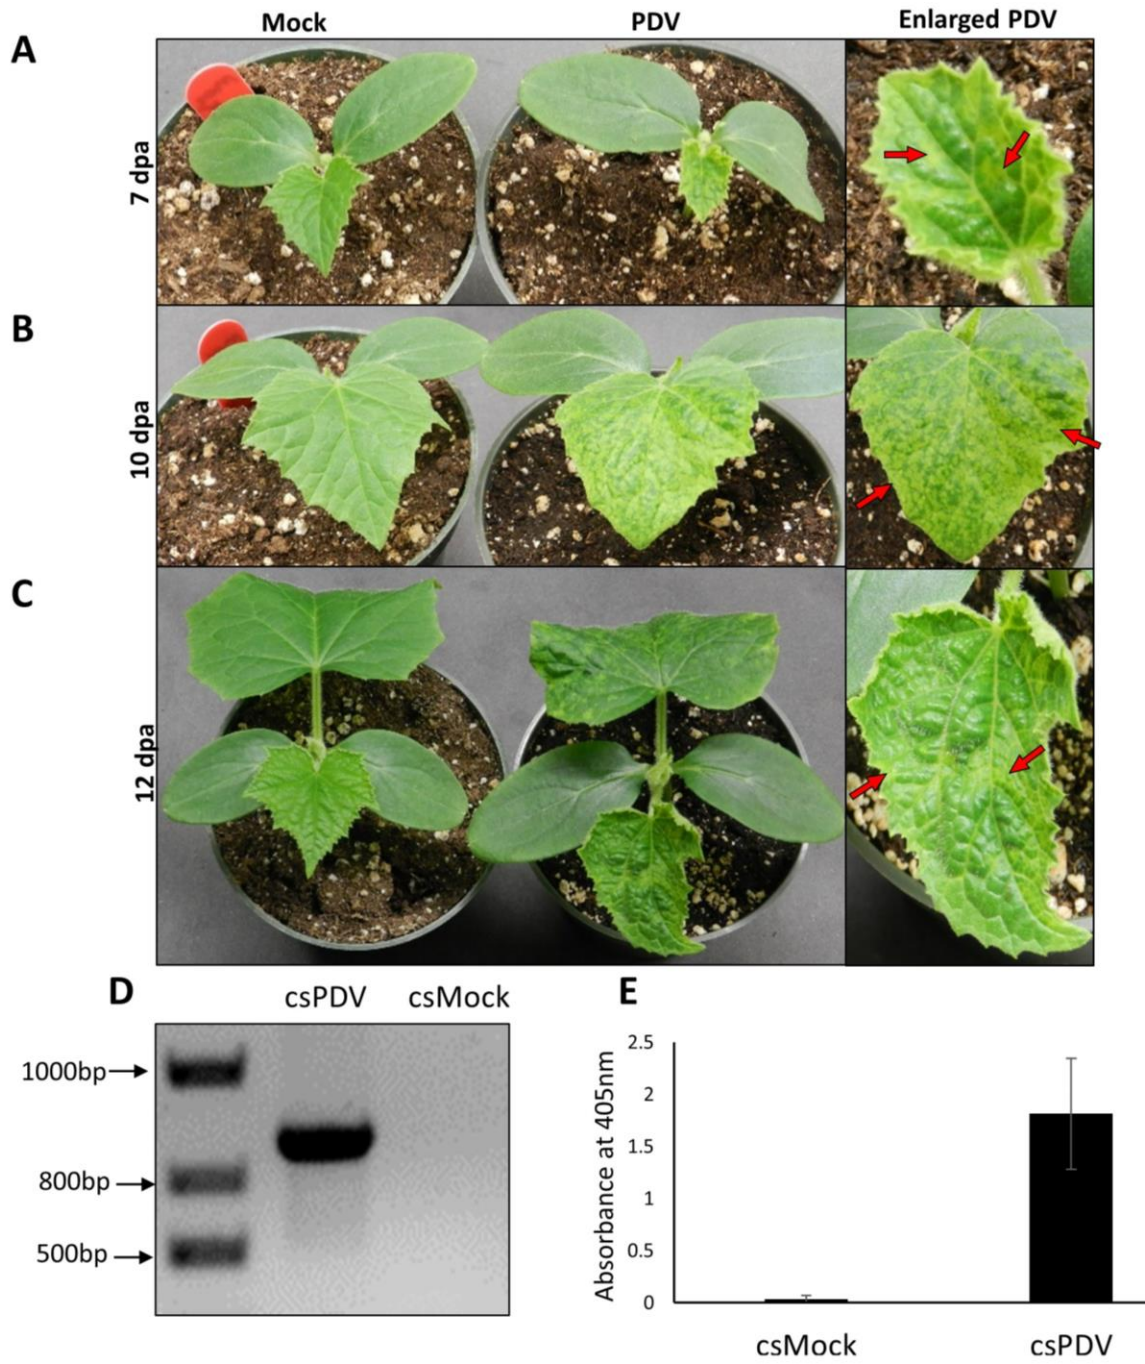 Mock PDV Enlarged PDV
A
7 dpa
B
10 dpa
C
12 dpa
D
csPDV csMock
1000bp
800bp
500bp
E
Absorbance at 405nm
2.5
2
1.5
1
0.5
0
csMock csPDV